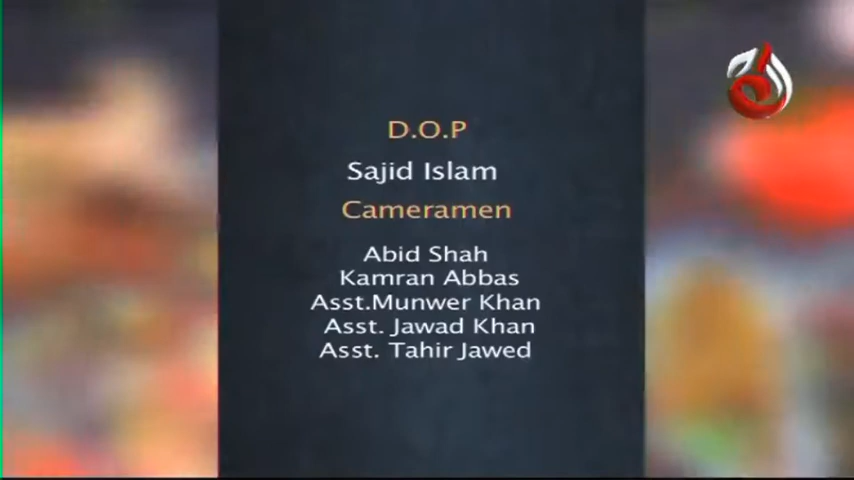 D.O.P
Sajid Islam
Cameramen
Abid Shah
Kamran Abbas
Asst.Munwer Khan
Asst. Jawad Khan
Asst. Tahir Jawed